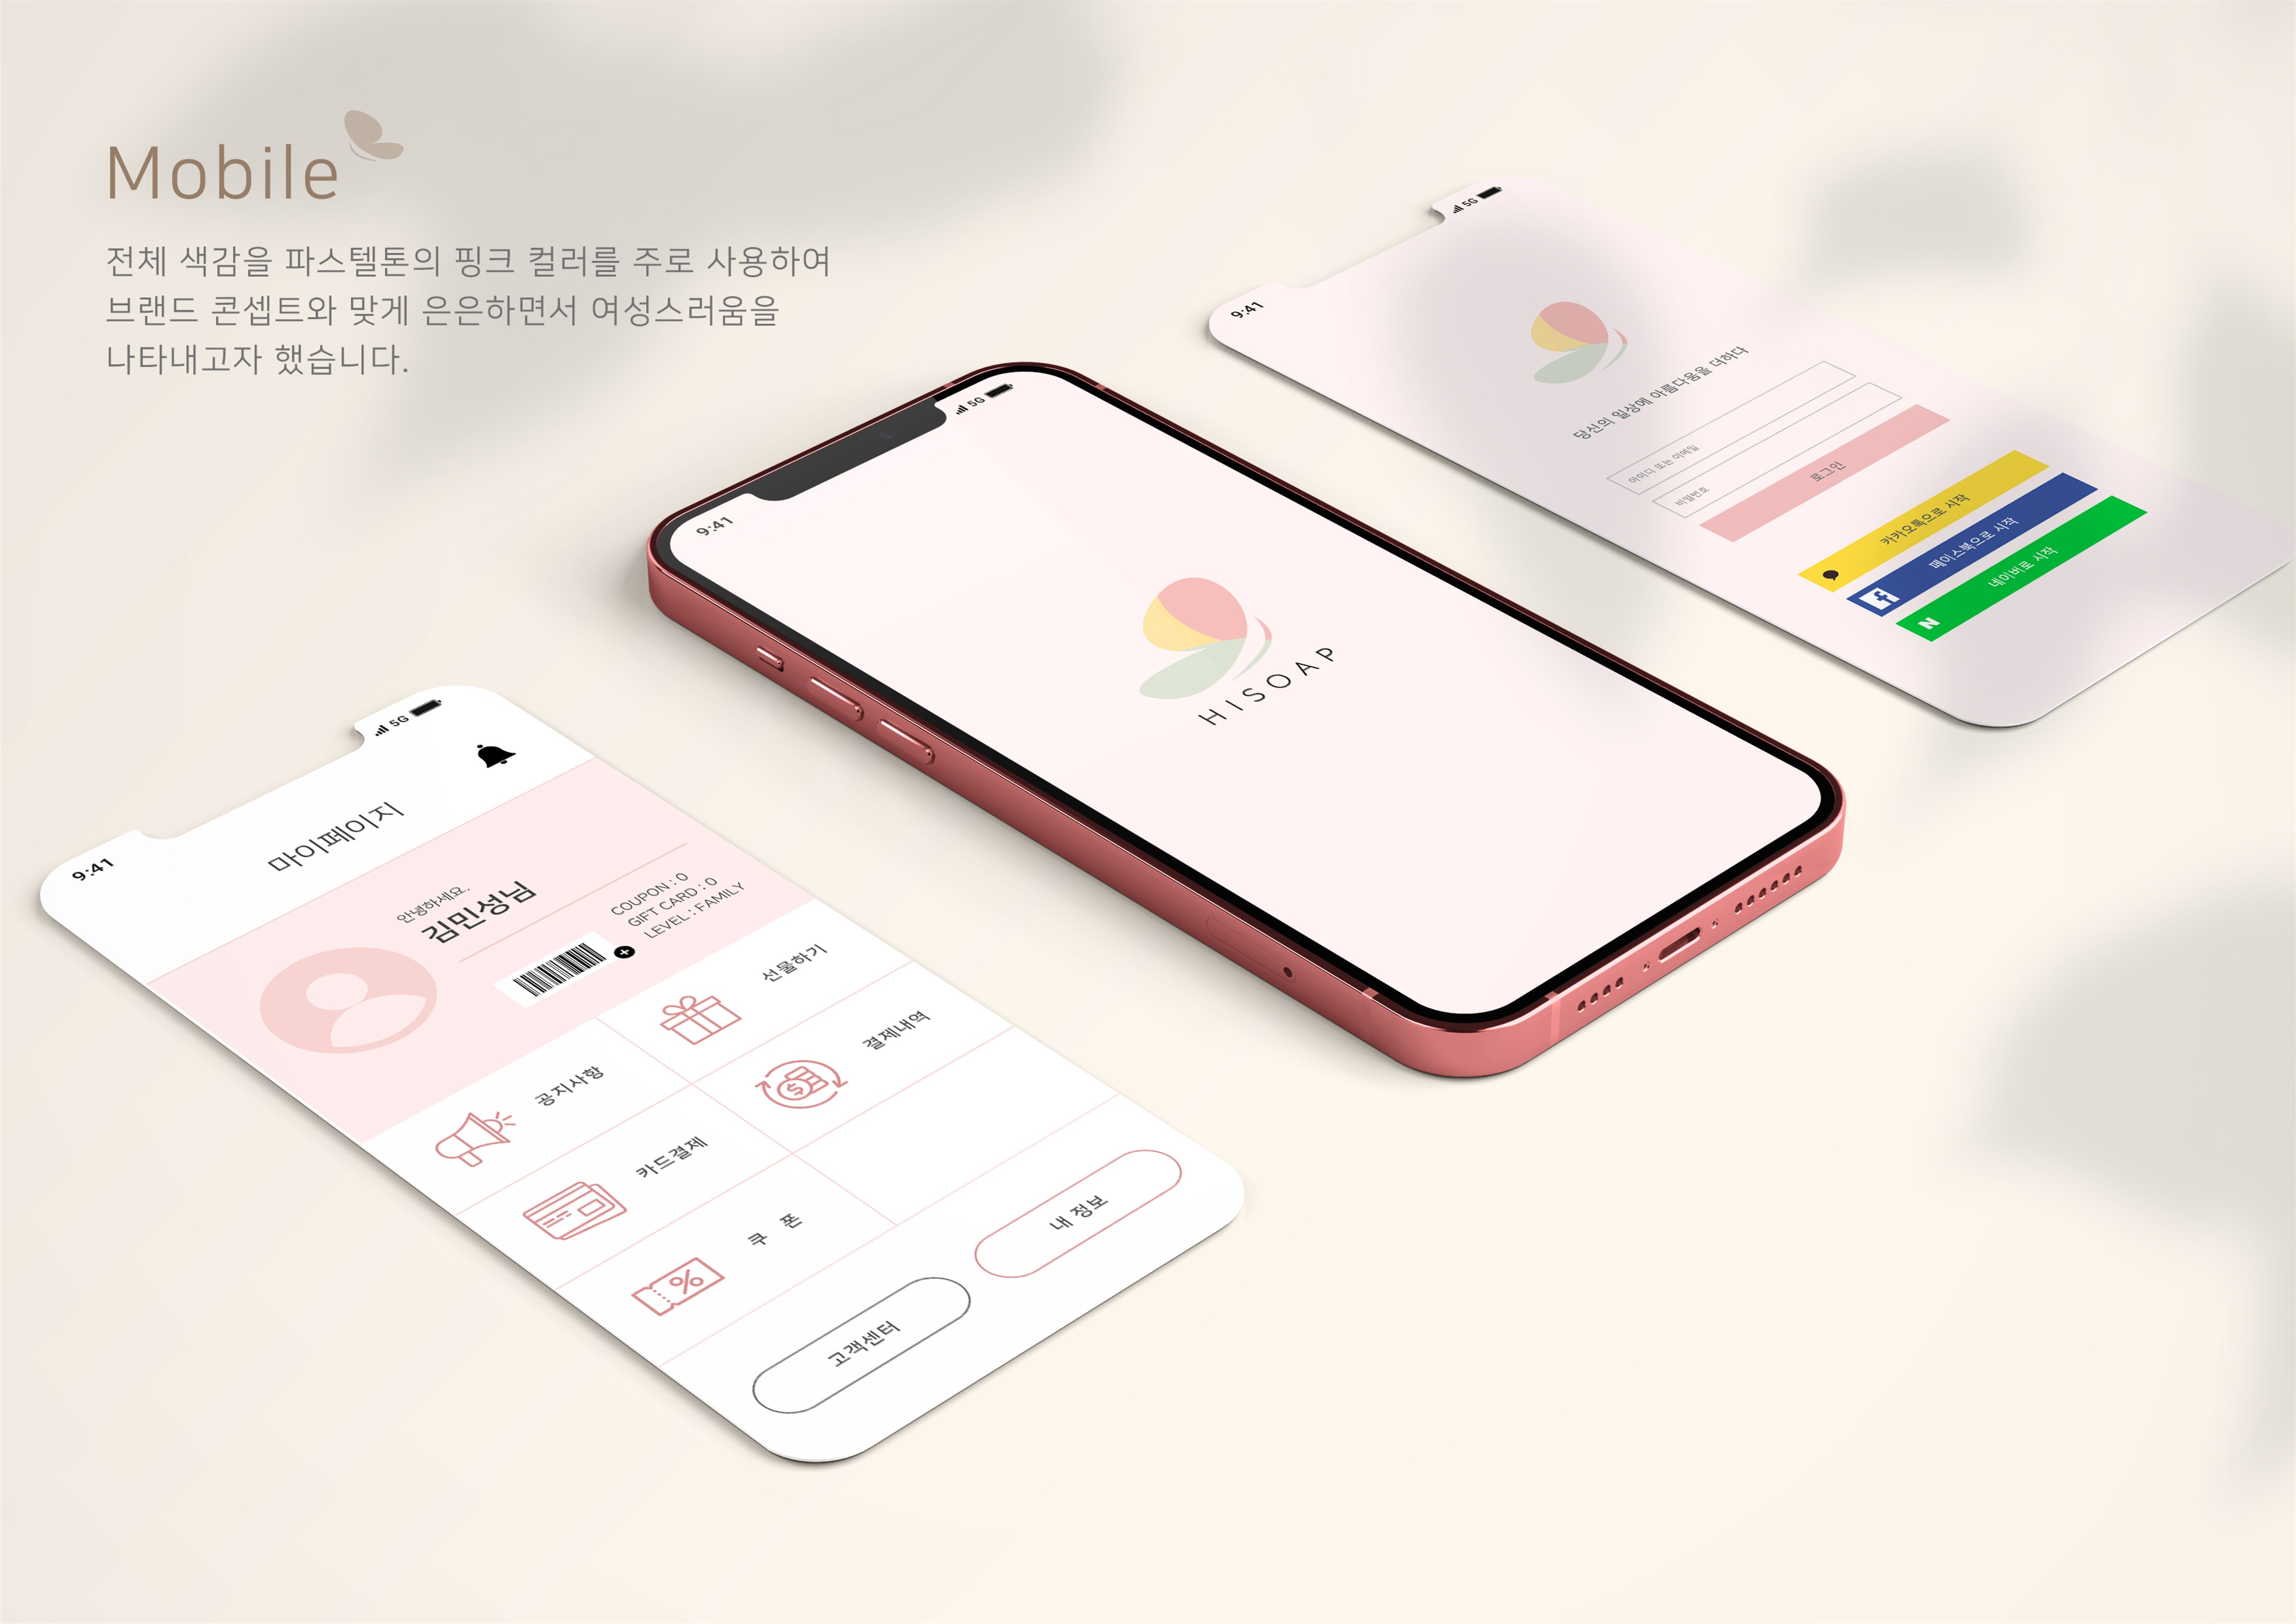 Mobile
전체 색감을 파스텔톤의 핑크 컬러를 주로 사용하여
브랜드 콘셉트와 맞게 은은하면서 여성스러움을
나타내고자 했습니다.
9:41
5G
마이페이지
안녕하세요.
김민성님
COUPON : 0
GIFT CARD : 0
LEVEL : FAMILY
공지사항
선물하기
카드결제
결제내역
쿠 폰
고객센터
내 정보
9:41
5G
HISOAP
9:41
5G
당신의 일상에 아름다움을 더하다
아이디 또는 이메일
비밀번호
로그인
카카오톡으로 시작
f
페이스북으로 시작
N
네이버로 시작